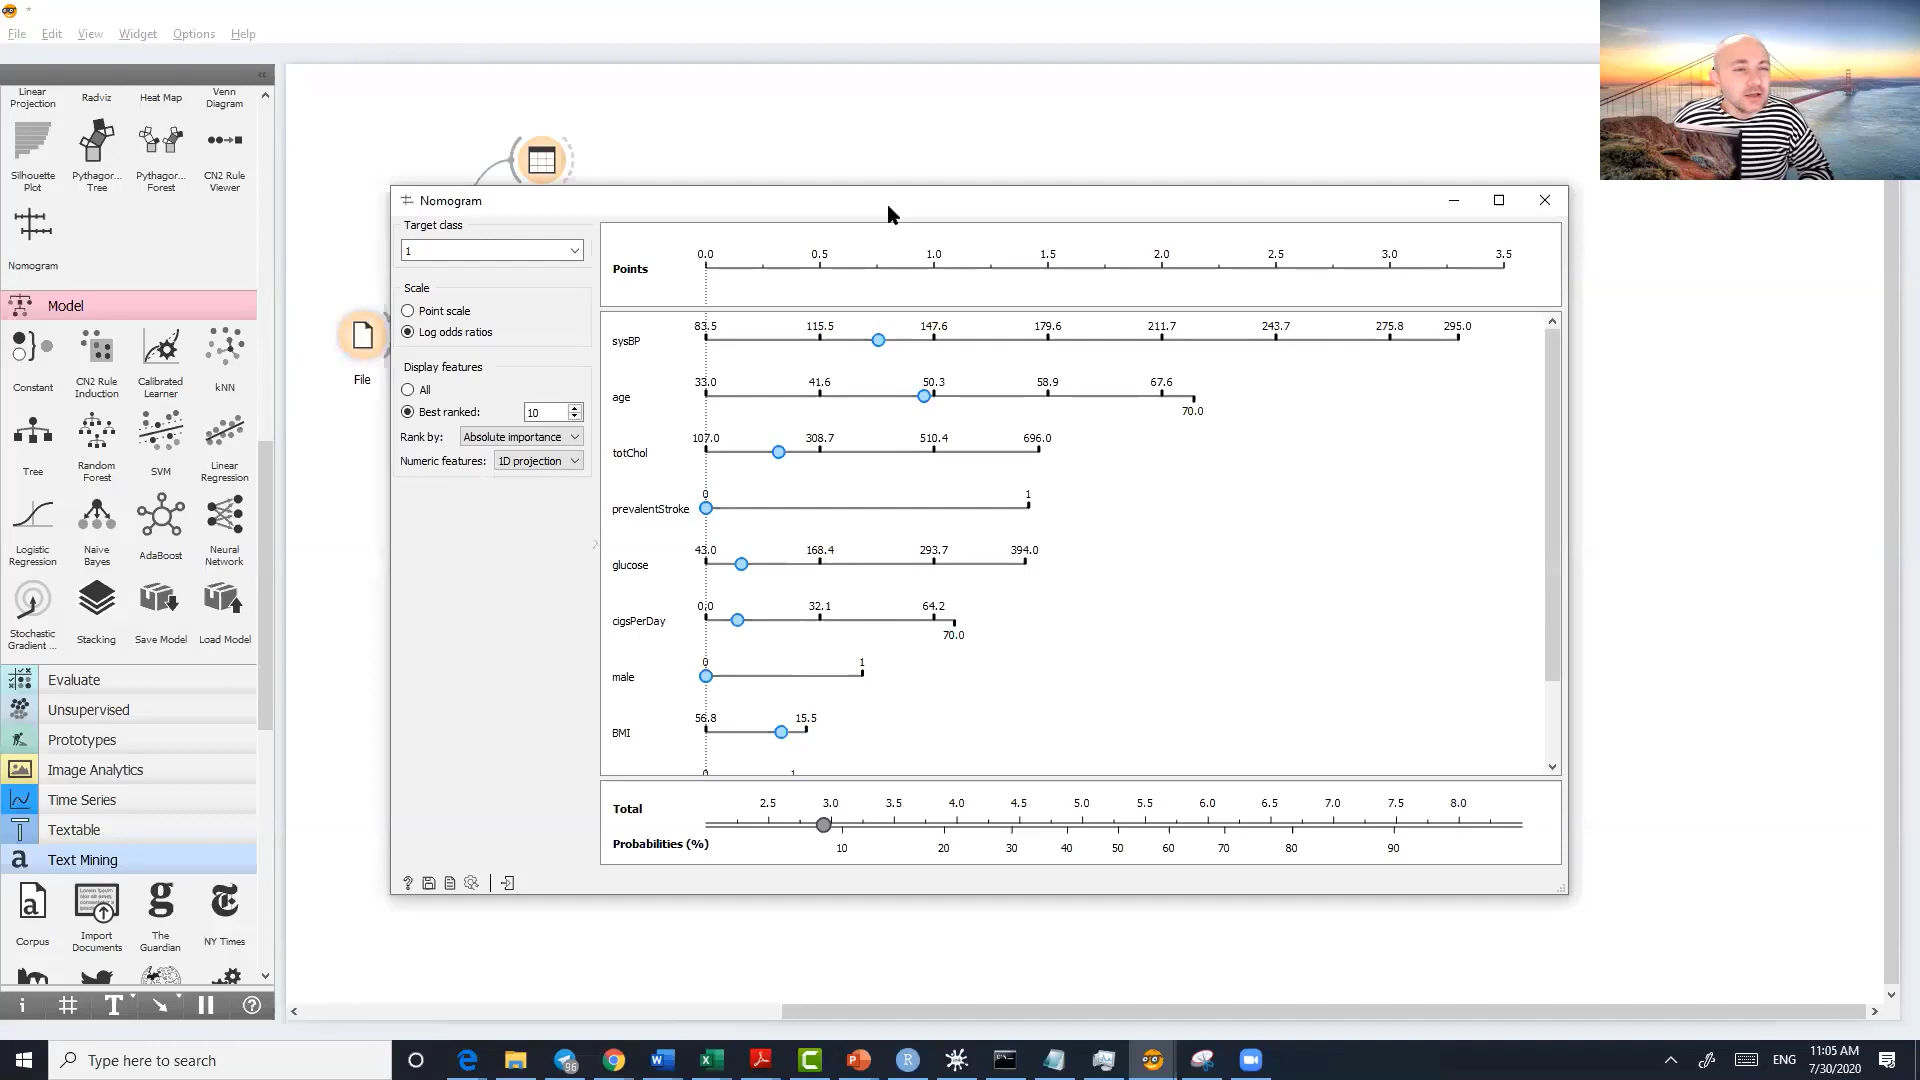 File Edit View Widget Options Help
Linear Projection
Radviz
Heat Map
Venn Diagram
Silhouette Plot
Pythagor... Tree
Pythagor... Forest
CN2 Rule Viewer
Nomogram
Model
Constant
CN2 Rule Induction
Calibrated Learner
kNN
Tree
Random Forest
SVM
Linear Regression
Logistic Regression
Naive Bayes
AdaBoost
Neural Network
Stochastic Gradient ...
Stacking
Save Model
Load Model
Evaluate
Unsupervised
Prototypes
Image Analytics
Time Series
Textable
Text Mining
Corpus
Import Documents
The Guardian
NY Times
File
Nomogram
Target class
1
Scale
Point scale
Log odds ratios
Display features
All
Best ranked: 10
Rank by: Absolute importance
Numeric features: 1D projection
0.0 0.5 1.0 1.5 2.0 2.5 3.0 3.5
Points
83.5 115.5 147.6 179.6 211.7 243.7 275.8 295.0
sysBP
33.0 41.6 50.3 58.9 67.6
age
70.0
107.0 308.7 510.4 696.0
totChol
0 1
prevalentStroke
43.0 168.4 293.7 394.0
glucose
0.0 32.1 64.2
cigsPerDay
70.0
0 1
male
56.8 15.5
BMI
0 1
2.5 3.0 3.5 4.0 4.5 5.0 5.5 6.0 6.5 7.0 7.5 8.0
Total
Probabilities (%)
10 20 30 40 50 60 70 80 90
Type here to search
96
ENG
11:05 AM
7/30/2020